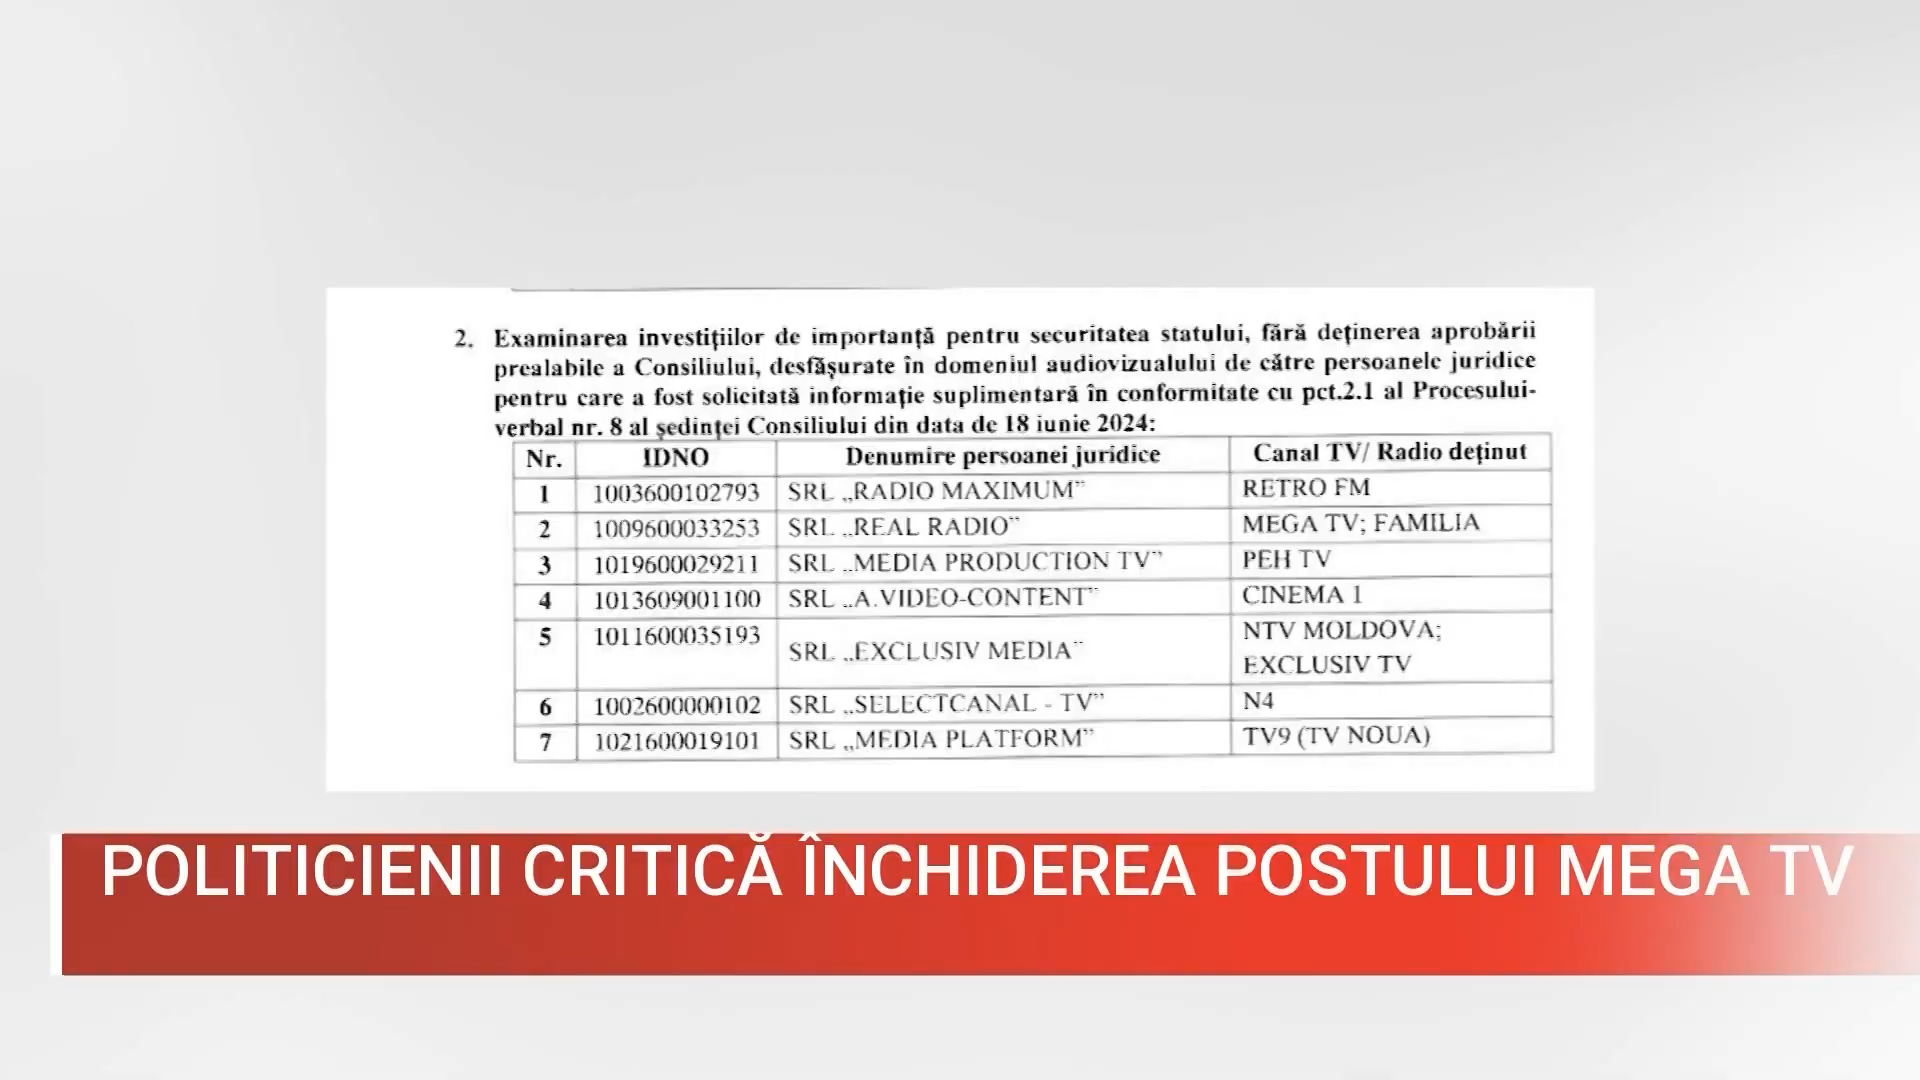 2. Examinarea investițiilor de importanță pentru securitatea statului, fără deținerea aprobării
prealabile a Consiliului, desfășurate în domeniul audiovizualului de către persoanele juridice
pentru care a fost solicitată informație suplimentară în conformitate cu pct.2.1 al Procesului-
verbal nr. 8 al ședinței Consiliului din data de 18 iunie 2024:
Nr. IDNO Denumire persoanei juridice Canal TV/ Radio deținut
1 1003600102793 SRL „RADIO MAXIMUM” RETRO FM
2 1009600033253 SRL „REAL RADIO” MEGA TV; FAMILIA
3 1019600029211 SRL „MEDIA PRODUCTION TV” PEH TV
4 1013609001100 SRL „A.VIDEO-CONTENT” CINEMA 1
5 1011600035193 SRL „EXCLUSIV MEDIA” NTV MOLDOVA;
EXCLUSIV TV
6 1002600000102 SRL „SELECTCANAL - TV” N4
7 1021600019101 SRL „MEDIA PLATFORM” TV9 (TV NOUA)
POLITICIENII CRITICĂ ÎNCHIDEREA POSTULUI MEGA TV